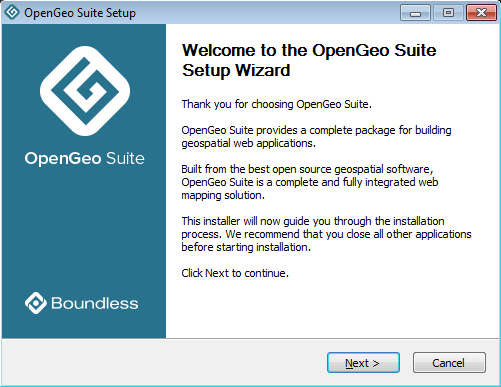 OpenGeo Suite Setup
Welcome to the OpenGeo Suite
Setup Wizard
Thank you for choosing OpenGeo Suite.
OpenGeo Suite provides a complete package for building
geospatial web applications.
Built from the best open source geospatial software,
OpenGeo Suite is a complete and fully integrated web
mapping solution.
This installer will now guide you through the installation
process. We recommend that you close all other applications
before starting installation.
Click Next to continue.
OpenGeo Suite
Boundless
Next >
Cancel